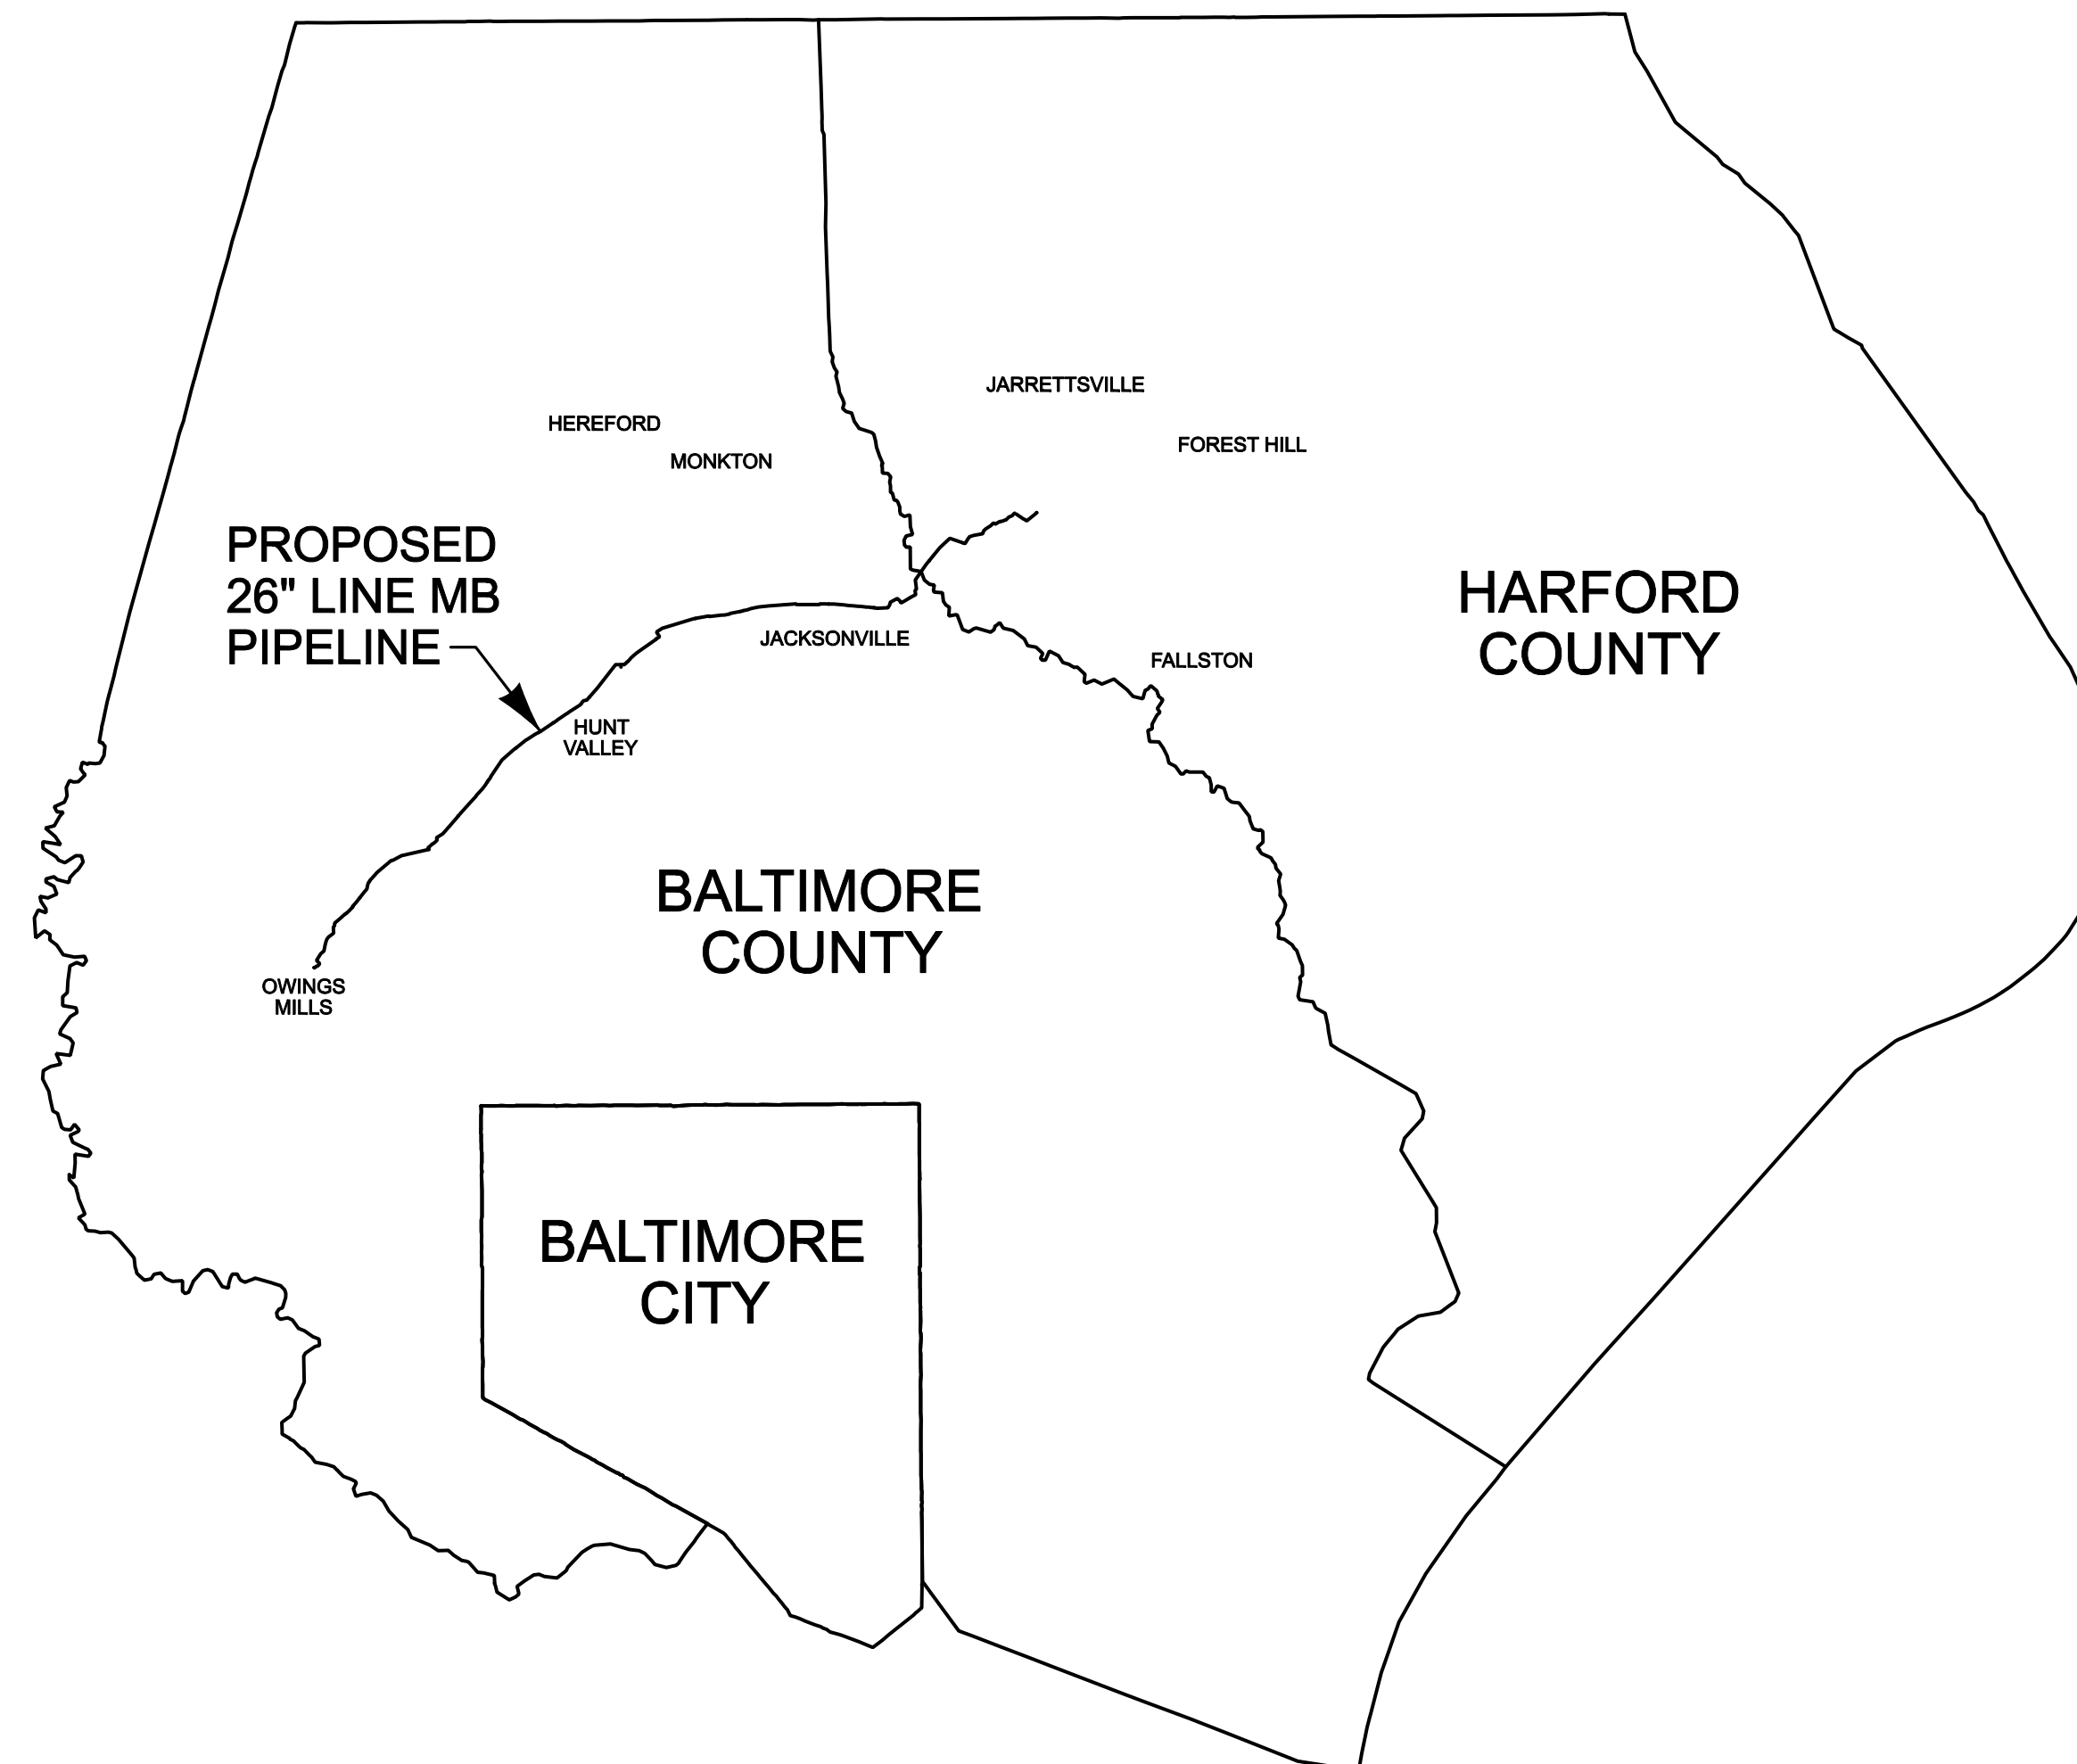 JARRETTSVILLE
HEREFORD
FOREST HILL
MONKTON
PROPOSED
26" LINE MB
PIPELINE
HARFORD
COUNTY
JACKSONVILLE
FALLSTON
HUNT
VALLEY
BALTIMORE
COUNTY
OWINGS
MILLS
BALTIMORE
CITY